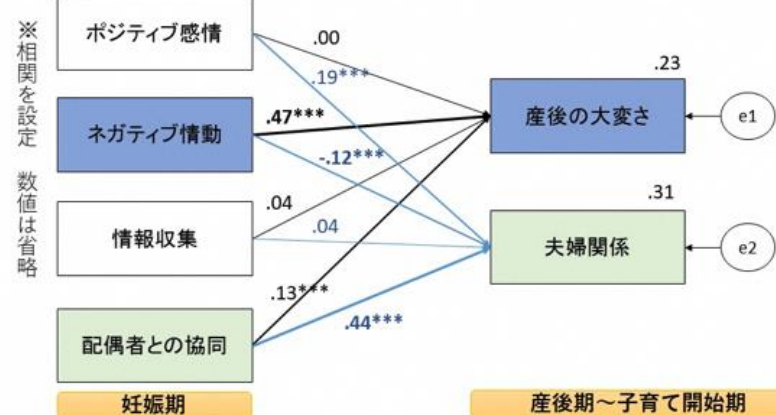 ※相関を設定 数値は省略
ポジティブ感情
ネガティブ情動
情報収集
配偶者との協同
妊娠期
.00
.19***
.47***
-.12***
.04
.04
.13***
.44***
.23
産後の大変さ
e1
.31
夫婦関係
e2
産後期～子育て開始期